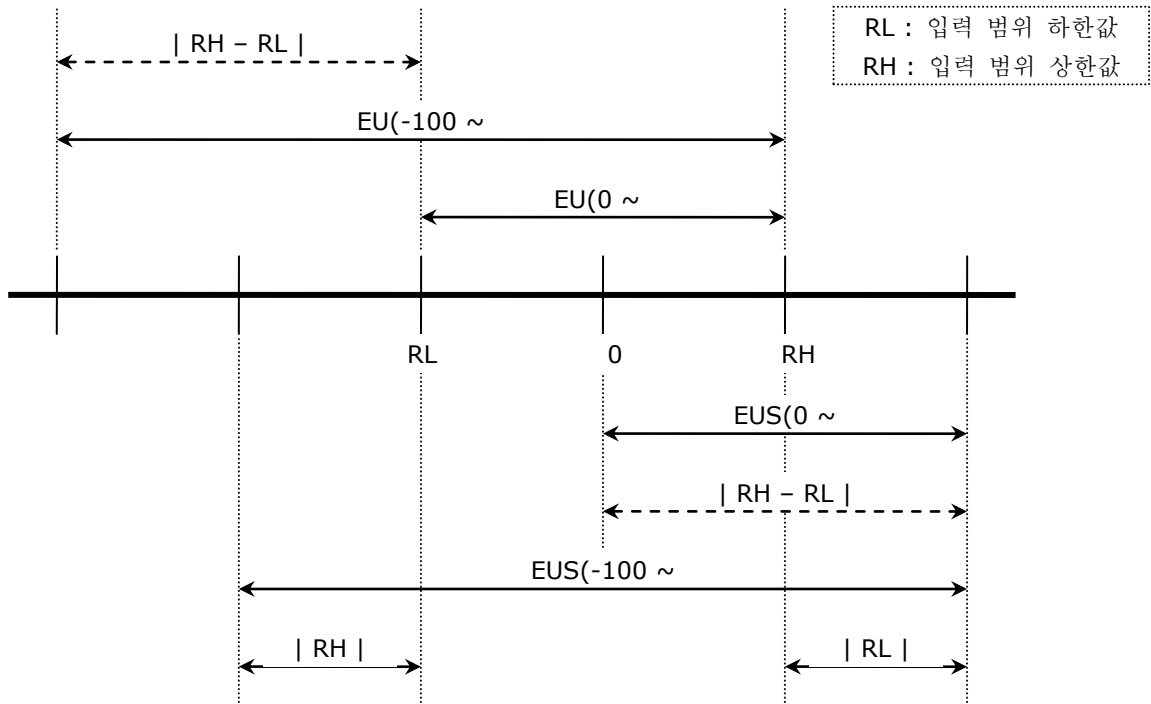 | RH – RL |
RL : 입력 범위 하한값
RH : 입력 범위 상한값
EU(-100 ~
EU(0 ~
RL 0 RH
EUS(0 ~
| RH – RL |
EUS(-100 ~
| RH | | RL |